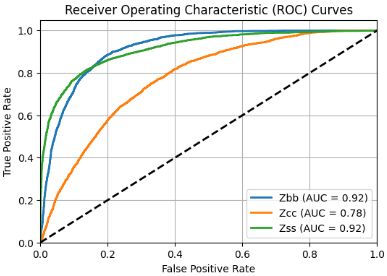 Receiver Operating Characteristic (ROC) Curves
True Positive Rate
1.0
0.8
0.6
0.4
0.2
0.0
Zbb (AUC = 0.92)
Zcc (AUC = 0.78)
Zss (AUC = 0.92)
0.0 0.2 0.4 0.6 0.8 1.0
False Positive Rate